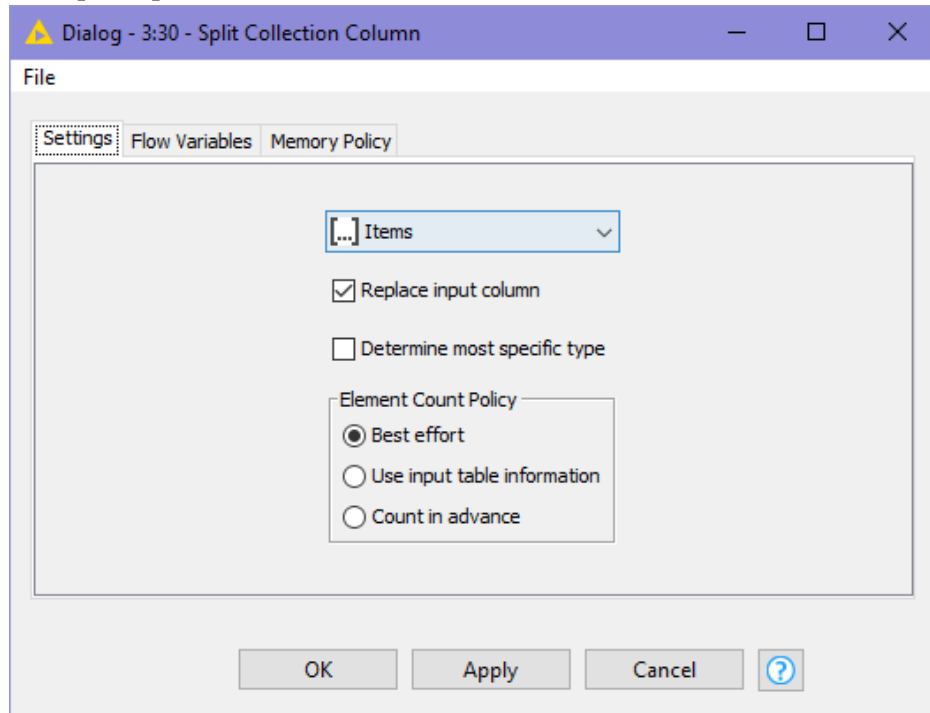 Dialog - 3:30 - Split Collection Column
File
Settings Flow Variables Memory Policy
[...] Items
Replace input column
Determine most specific type
Element Count Policy
Best effort
Use input table information
Count in advance
OK Apply Cancel ?